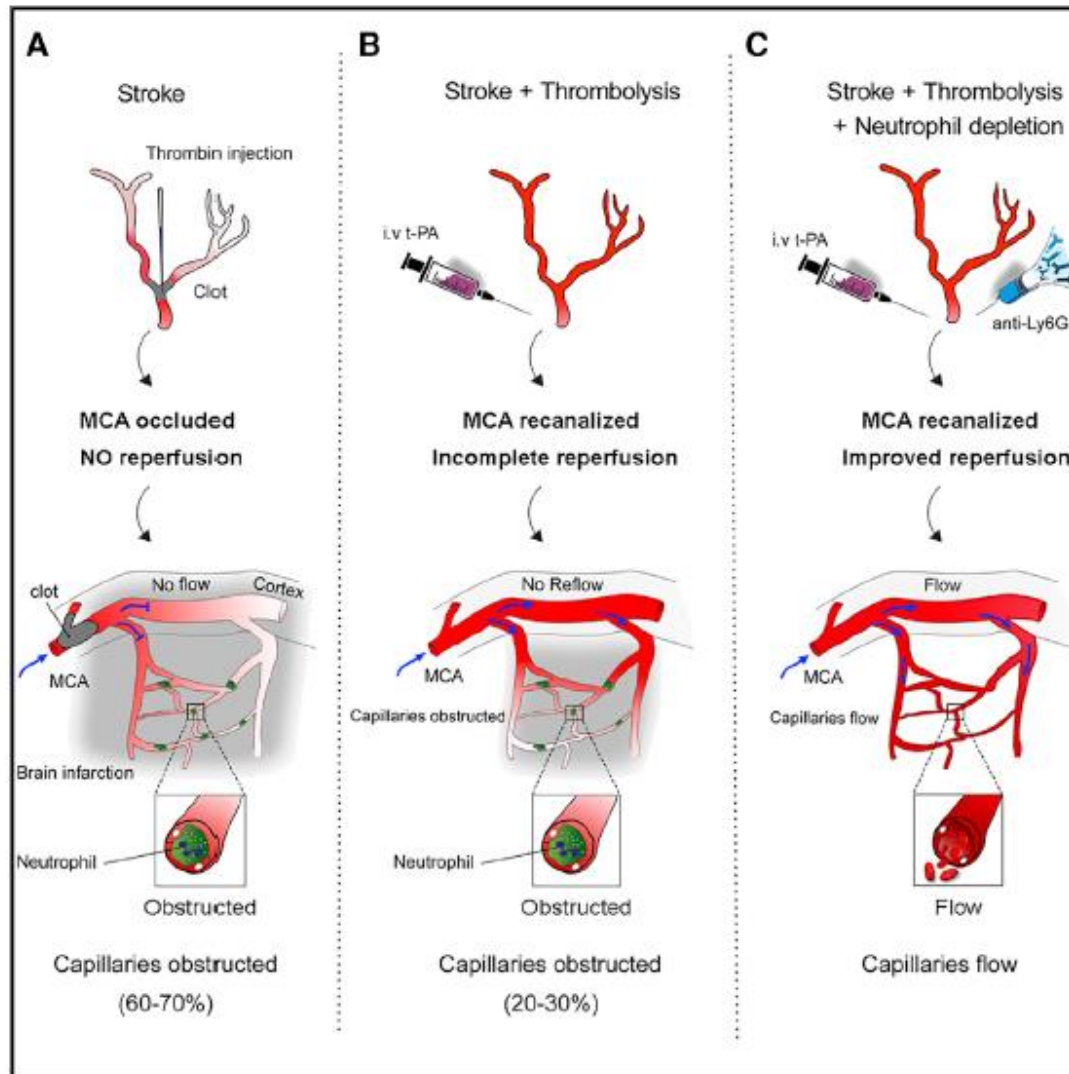 A
Stroke
Thrombin injection
Clot
MCA occluded
NO reperfusion
No flow
Cortex
clot
MCA
Brain infarction
Neutrophil
Obstructed
Capillaries obstructed
(60-70%)
B
Stroke + Thrombolysis
i.v t-PA
MCA recanalized
Incomplete reperfusion
No Reflow
MCA
Capillaries obstructed
Neutrophil
Obstructed
Capillaries obstructed
(20-30%)
C
Stroke + Thrombolysis
+ Neutrophil depletion
i.v t-PA
anti-Ly6G
MCA recanalized
Improved reperfusion
Flow
MCA
Capillaries flow
Flow
Capillaries flow